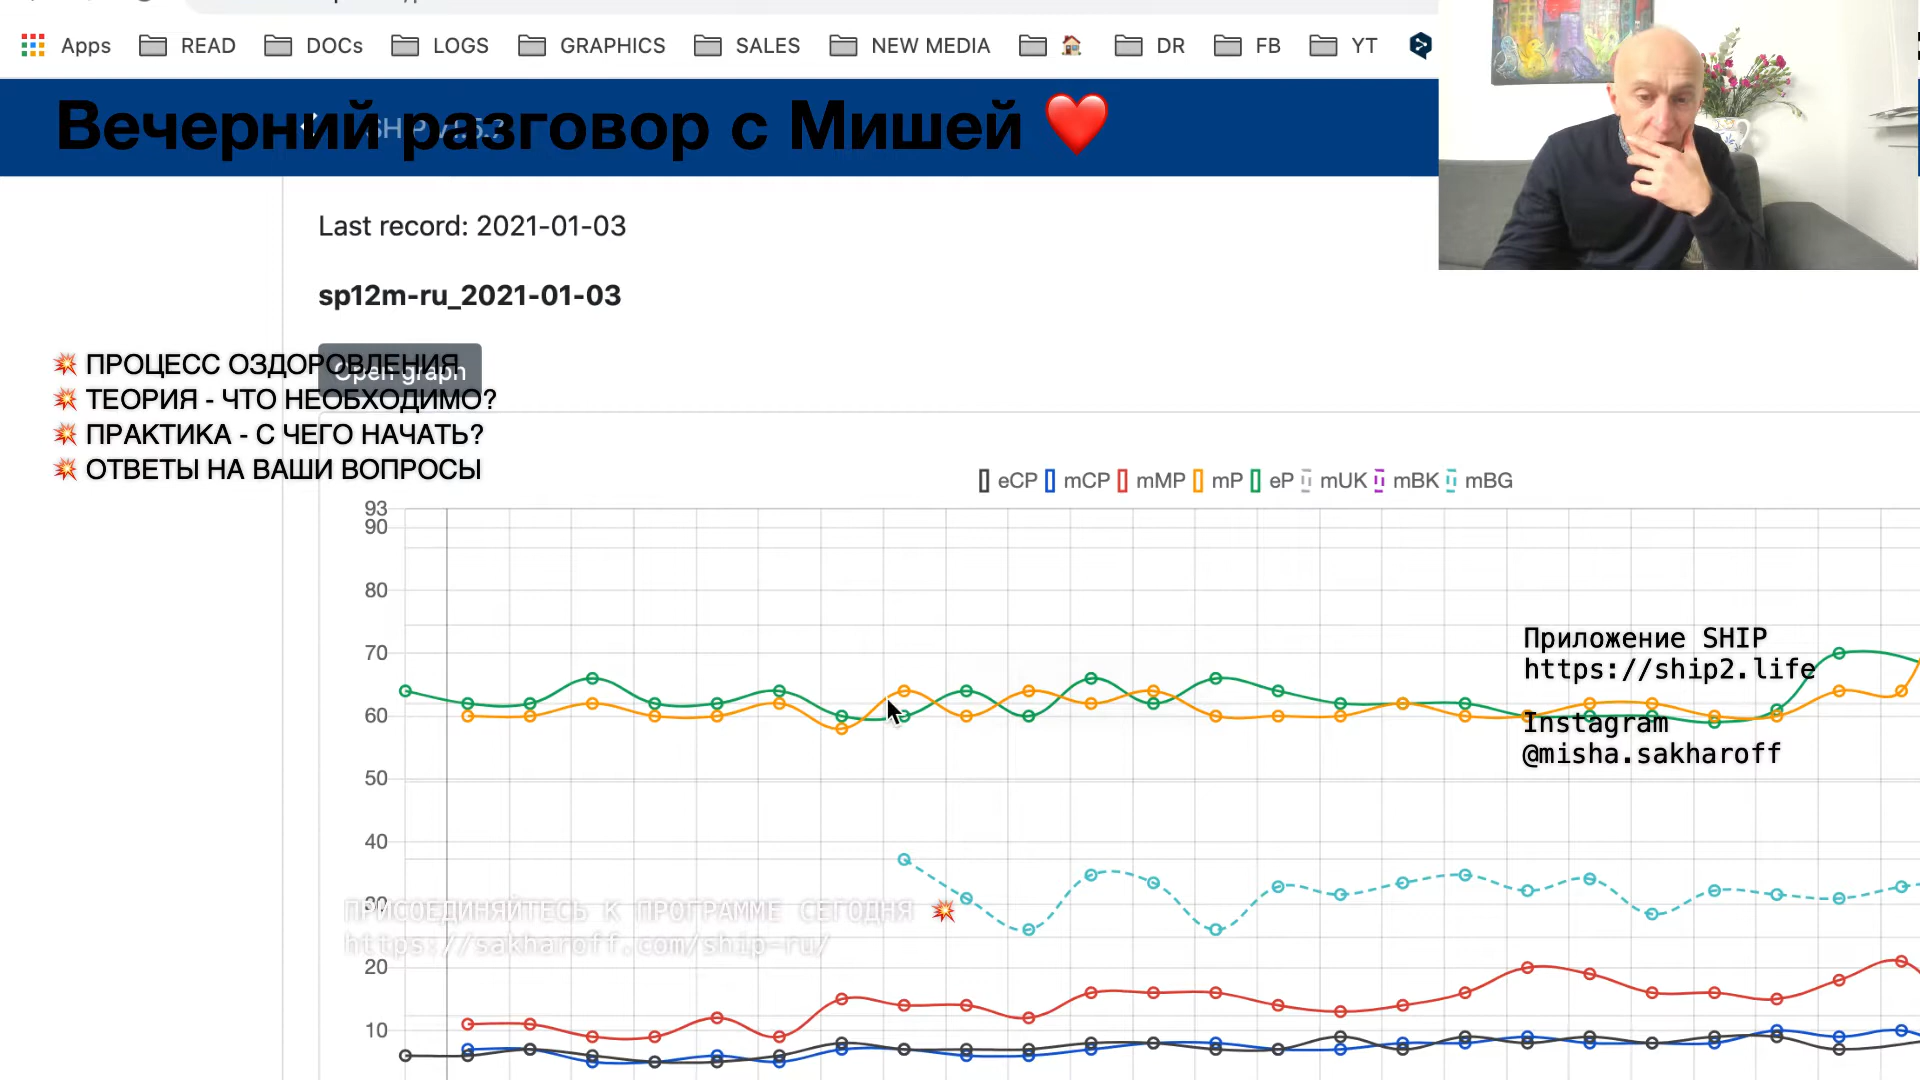 Apps READ DOCs LOGS GRAPHICS SALES NEW MEDIA DR FB YT
Вечерний разговор с Мишей ❤️
Last record: 2021-01-03
sp12m-ru_2021-01-03
Open graph
💥 ПРОЦЕСС ОЗДОРОВЛЕНИЯ
💥 ТЕОРИЯ - ЧТО НЕОБХОДИМО?
💥 ПРАКТИКА - С ЧЕГО НАЧАТЬ?
💥 ОТВЕТЫ НА ВАШИ ВОПРОСЫ
eCP mCP mMP mP eP mUK mBK mBG
93
90
80
70
60
50
40
30
20
10
Приложение SHIP
https://ship2.life
Instagram
@misha.sakharoff
ПРИСОЕДИНЯЙТЕСЬ К ПРОГРАММЕ СЕГОДНЯ 💥
https://sakharoff.com/ship-ru/